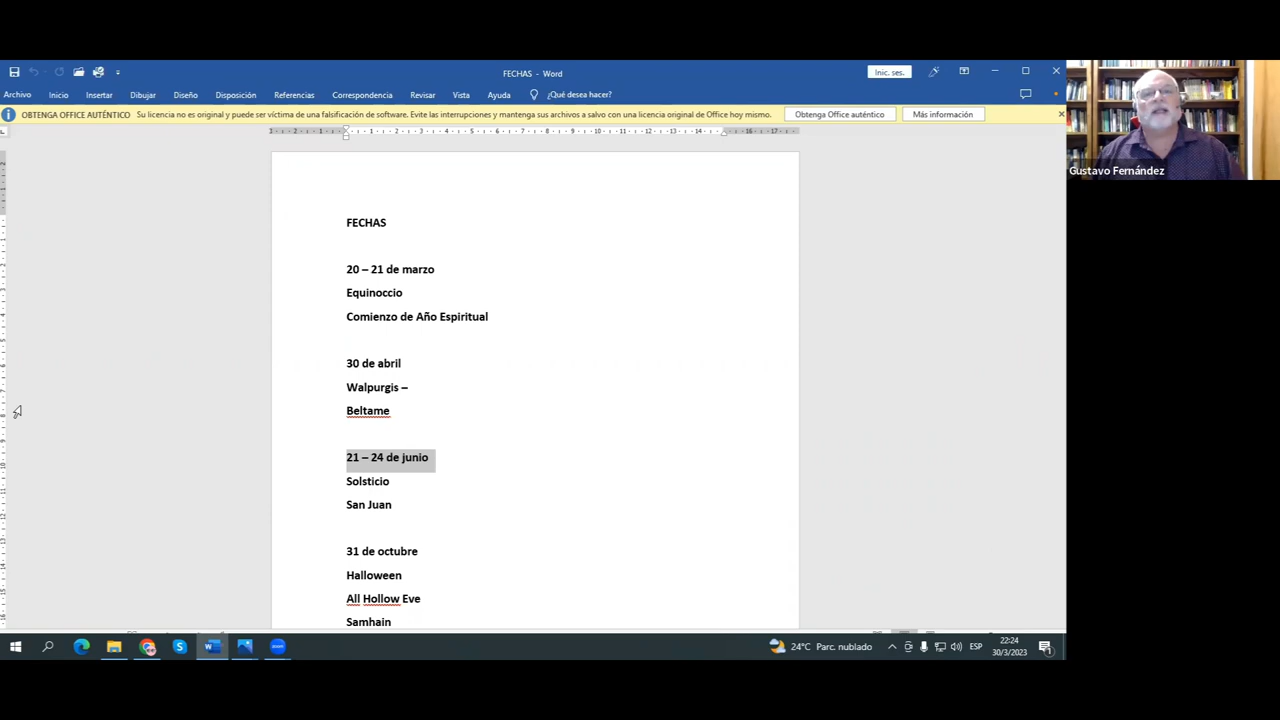 FECHAS - Word
Inic. ses.
Archivo Inicio Insertar Dibujar Diseño Disposición Referencias Correspondencia Revisar Vista Ayuda ¿Qué desea hacer?
OBTENGA OFFICE AUTÉNTICO Su licencia no es original y puede ser víctima de una falsificación de software. Evite las interrupciones y mantenga sus archivos a salvo con una licencia original de Office hoy mismo. Obtenga Office auténtico Más información
Gustavo Fernández
FECHAS
20 – 21 de marzo
Equinoccio
Comienzo de Año Espiritual
30 de abril
Walpurgis –
Beltame
21 – 24 de junio
Solsticio
San Juan
31 de octubre
Halloween
All Hollow Eve
Samhain
24°C Parc. nublado
ESP
22:24
30/3/2023